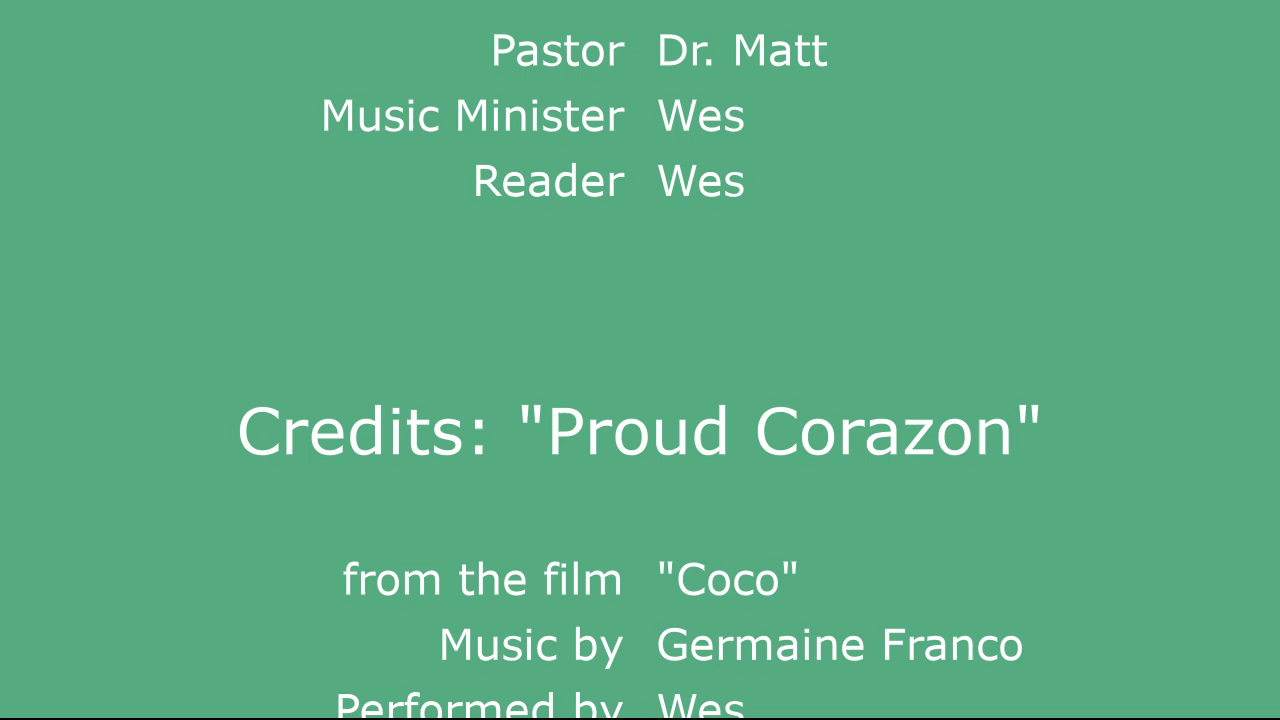 Pastor Dr. Matt
Music Minister Wes
Reader Wes
Credits: "Proud Corazon"
from the film "Coco"
Music by Germaine Franco
Performed by Wes